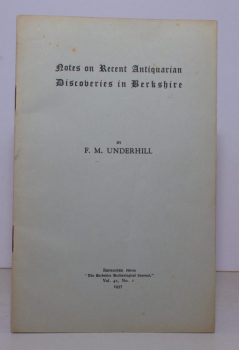 Notes on Recent Antiquarian
Discoveries in Berkshire
BY
F. M. UNDERHILL
REPRINTED FROM
"The Berkshire Archæological Journal,"
Vol. 41, No. 1
1937